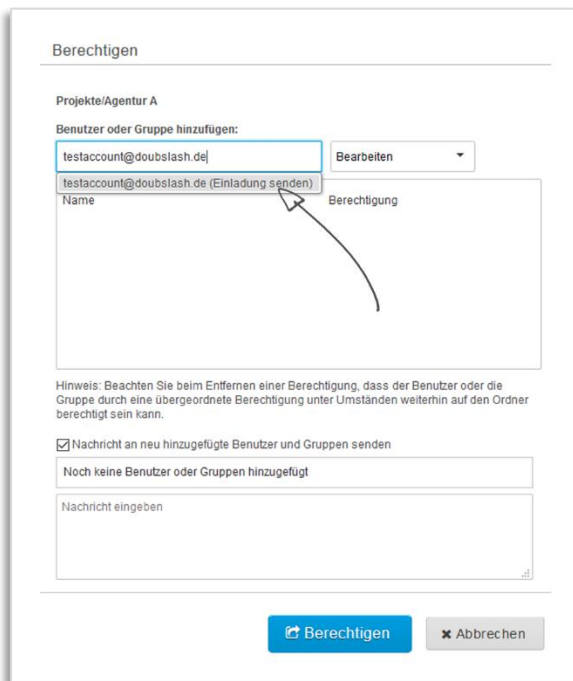 Berechtigen
Projekte/Agentur A
Benutzer oder Gruppe hinzufügen:
testaccount@doubslash.de
Bearbeiten
testaccount@doubslash.de (Einladung senden)
Name
Berechtigung
Hinweis: Beachten Sie beim Entfernen einer Berechtigung, dass der Benutzer oder die
Gruppe durch eine übergeordnete Berechtigung unter Umständen weiterhin auf den Ordner
berechtigt sein kann.
Nachricht an neu hinzugefügte Benutzer und Gruppen senden
Noch keine Benutzer oder Gruppen hinzugefügt
Nachricht eingeben
Berechtigen
Abbrechen